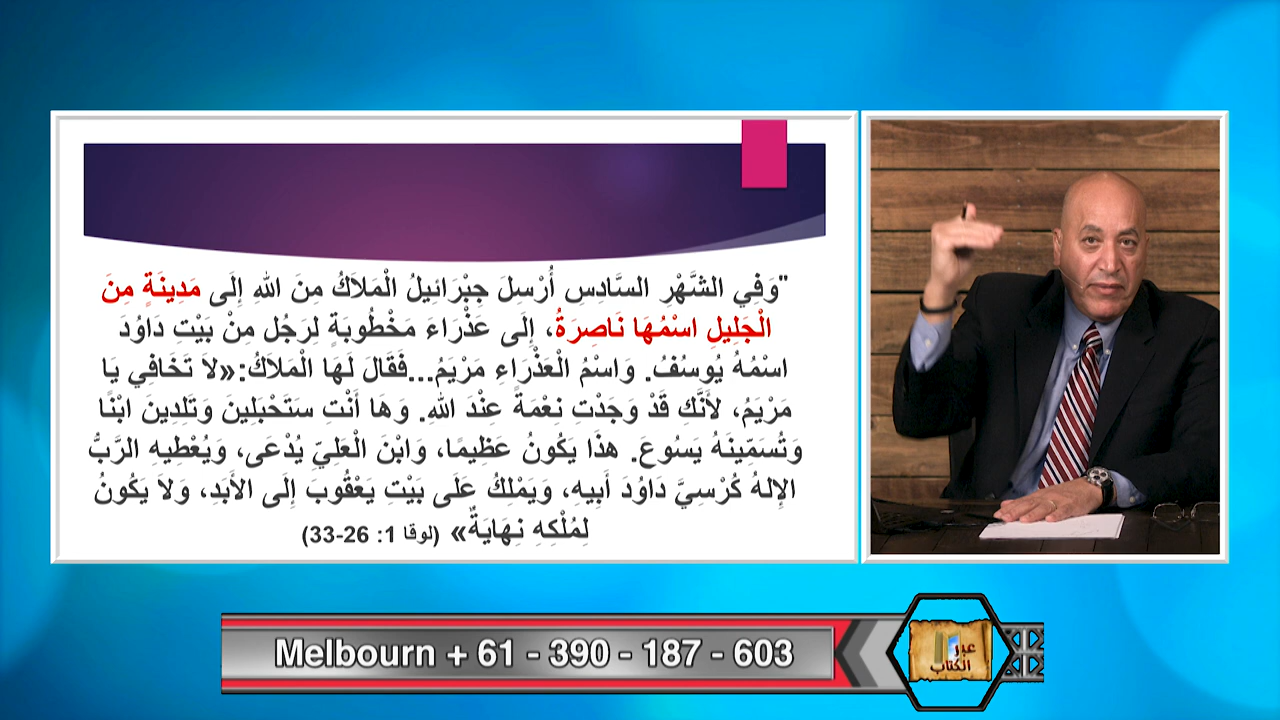 "وَفِي الشَّهْرِ السَّادِسِ أُرْسِلَ جِبْرَائِيلُ الْمَلاَكُ مِنَ اللهِ إِلَى مَدِينَةٍ مِنَ
الْجَلِيلِ اسْمُهَا نَاصِرَةُ، إِلَى عَذْرَاءَ مَخْطُوبَةٍ لِرَجُل مِنْ بَيْتِ دَاوُدَ
اسْمُهُ يُوسُفُ. وَاسْمُ الْعَذْرَاءِ مَرْيَمُ...فَقَالَ لَهَا الْمَلاَكُ:«لاَ تَخَافِي يَا
مَرْيَمُ، لأَنَّكِ قَدْ وَجَدْتِ نِعْمَةً عِنْدَ اللهِ. وَهَا أَنْتِ سَتَحْبَلِينَ وَتَلِدِينَ ابْنًا
وَتُسَمِّينَهُ يَسُوعَ. هذَا يَكُونُ عَظِيمًا، وَابْنَ الْعَلِيِّ يُدْعَى، وَيُعْطِيهِ الرَّبُّ
الإِلهُ كُرْسِيَّ دَاوُدَ أَبِيهِ، وَيَمْلِكُ عَلَى بَيْتِ يَعْقُوبَ إِلَى الأَبَدِ، وَلاَ يَكُونُ
لِمُلْكِهِ نِهَايَةٌ» (لوقا 1: 26-33)
Melbourn + 61 - 390 - 187 - 603
عبر
الكتاب